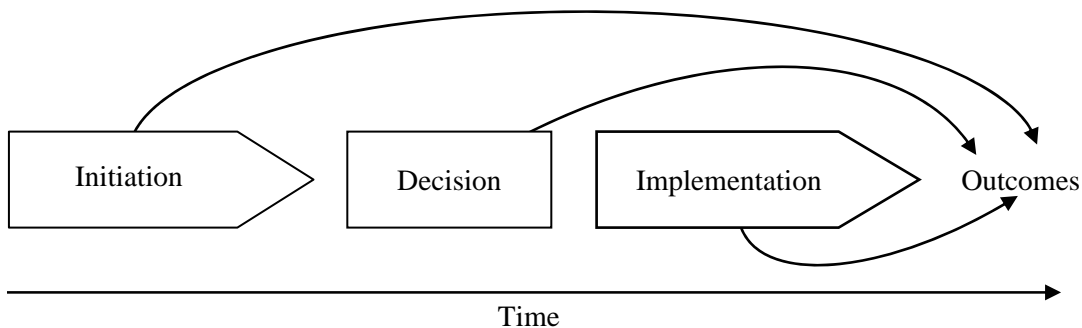 Initiation
Decision
Implementation
Outcomes
Time